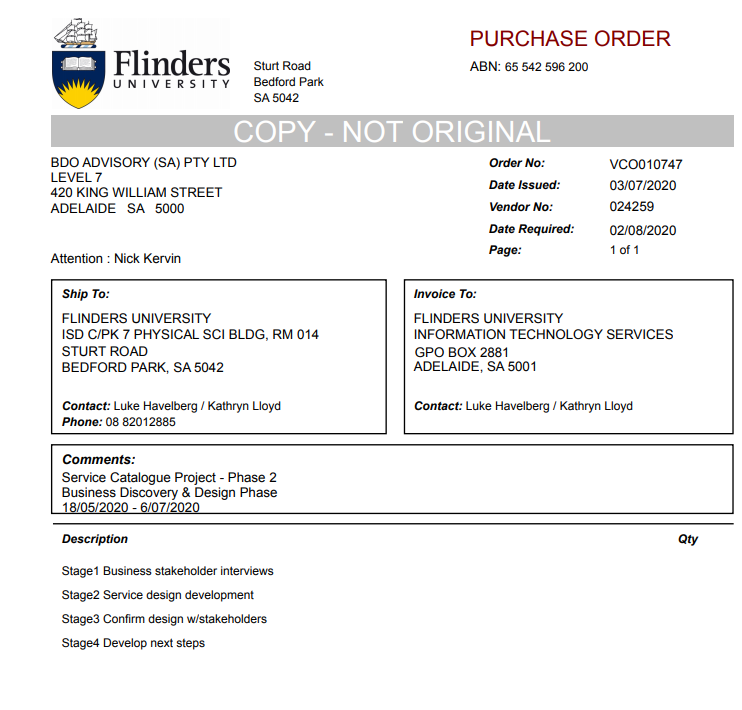 Flinders
UNIVERSITY
Sturt Road
Bedford Park
SA 5042
PURCHASE ORDER
ABN: 65 542 596 200
COPY - NOT ORIGINAL
BDO ADVISORY (SA) PTY LTD
LEVEL 7
420 KING WILLIAM STREET
ADELAIDE SA 5000
Attention : Nick Kervin
Order No: VCO010747
Date Issued: 03/07/2020
Vendor No: 024259
Date Required: 02/08/2020
Page: 1 of 1
Ship To:
FLINDERS UNIVERSITY
ISD C/PK 7 PHYSICAL SCI BLDG, RM 014
STURT ROAD
BEDFORD PARK, SA 5042
Contact: Luke Havelberg / Kathryn Lloyd
Phone: 08 82012885
Invoice To:
FLINDERS UNIVERSITY
INFORMATION TECHNOLOGY SERVICES
GPO BOX 2881
ADELAIDE, SA 5001
Contact: Luke Havelberg / Kathryn Lloyd
Comments:
Service Catalogue Project - Phase 2
Business Discovery & Design Phase
18/05/2020 - 6/07/2020
Description Qty
Stage1 Business stakeholder interviews
Stage2 Service design development
Stage3 Confirm design w/stakeholders
Stage4 Develop next steps